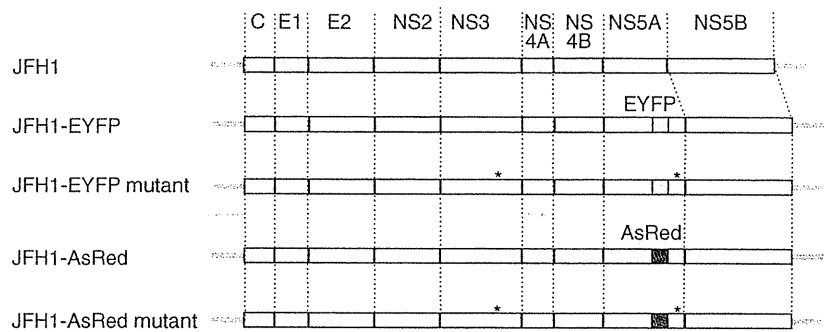 C E1 E2 NS2 NS3 NS 4A NS 4B NS5A NS5B
JFH1
EYFP
JFH1-EYFP
JFH1-EYFP mutant * *
AsRed
JFH1-AsRed
JFH1-AsRed mutant * *